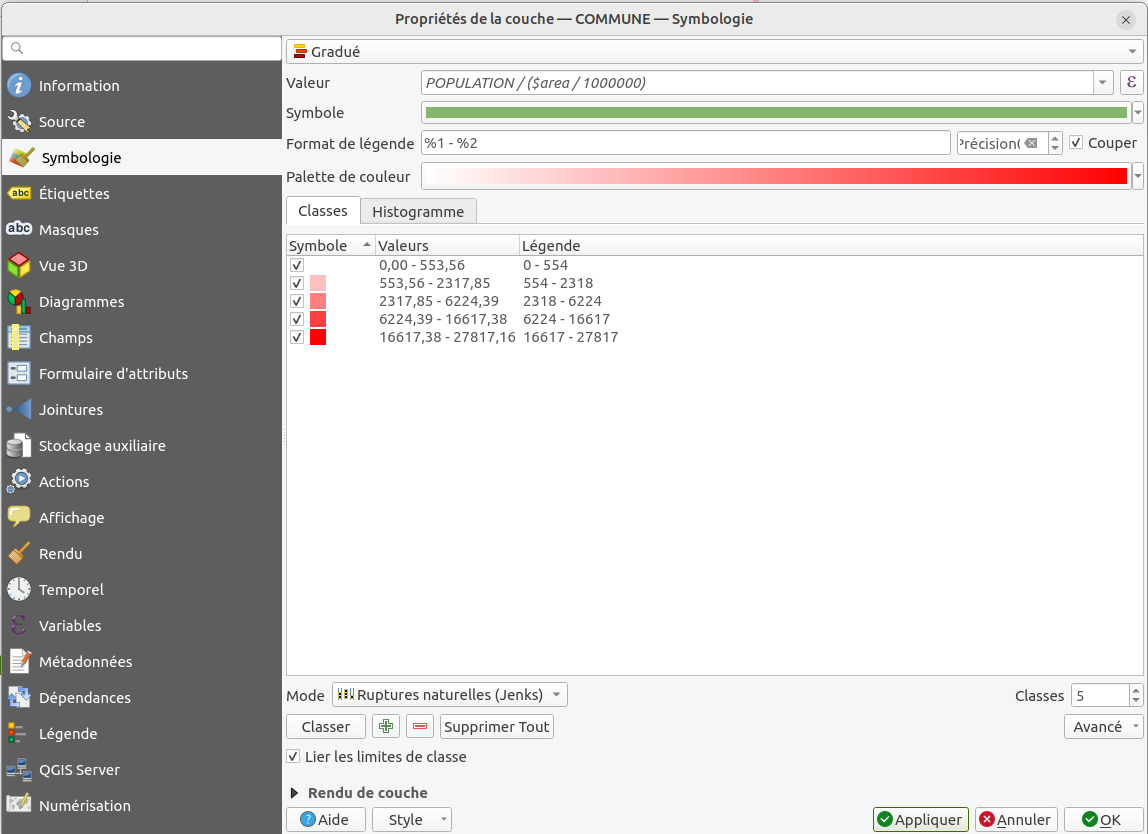 Propriétés de la couche — COMMUNE — Symbologie
Information
Source
Symbologie
abc Étiquettes
abc Masques
Vue 3D
Diagrammes
Champs
Formulaire d'attributs
Jointures
Stockage auxiliaire
Actions
Affichage
Rendu
Temporel
ε Variables
Métadonnées
Dépendances
Légende
QGIS Server
Numérisation
Gradué
Valeur POPULATION / ($area / 1000000) ε
Symbole
Format de légende %1 - %2 Précision( Couper
Palette de couleur
Classes Histogramme
Symbole Valeurs Légende
0,00 - 553,56 0 - 554
553,56 - 2317,85 554 - 2318
2317,85 - 6224,39 2318 - 6224
6224,39 - 16617,38 6224 - 16617
16617,38 - 27817,16 16617 - 27817
Mode Ruptures naturelles (Jenks) Classes 5
Classer Supprimer Tout Avancé
Lier les limites de classe
Rendu de couche
Aide Style Appliquer Annuler OK